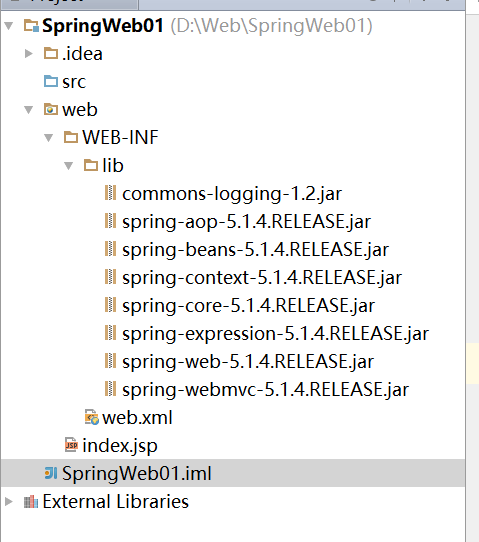 SpringWeb01 (D:\Web\SpringWeb01)
.idea
src
web
WEB-INF
lib
commons-logging-1.2.jar
spring-aop-5.1.4.RELEASE.jar
spring-beans-5.1.4.RELEASE.jar
spring-context-5.1.4.RELEASE.jar
spring-core-5.1.4.RELEASE.jar
spring-expression-5.1.4.RELEASE.jar
spring-web-5.1.4.RELEASE.jar
spring-webmvc-5.1.4.RELEASE.jar
web.xml
JSP index.jsp
SpringWeb01.iml
External Libraries